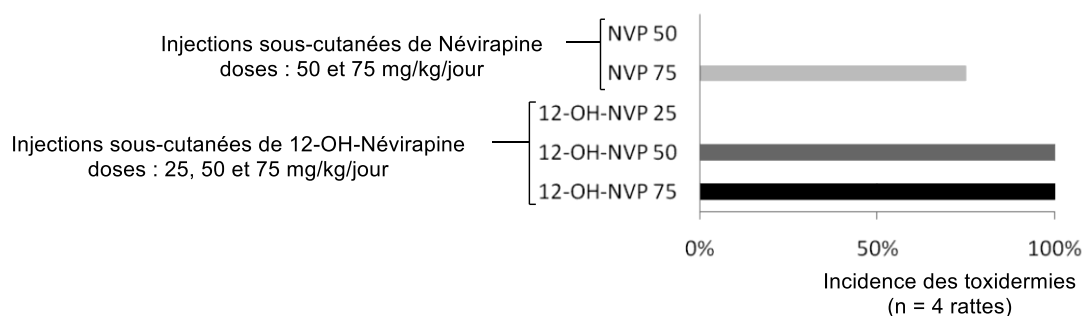 Injections sous-cutanées de Névirapine
doses : 50 et 75 mg/kg/jour
NVP 50
NVP 75
Injections sous-cutanées de 12-OH-Névirapine
doses : 25, 50 et 75 mg/kg/jour
12-OH-NVP 25
12-OH-NVP 50
12-OH-NVP 75
0%
50%
100%
Incidence des toxidermies
(n = 4 rattes)